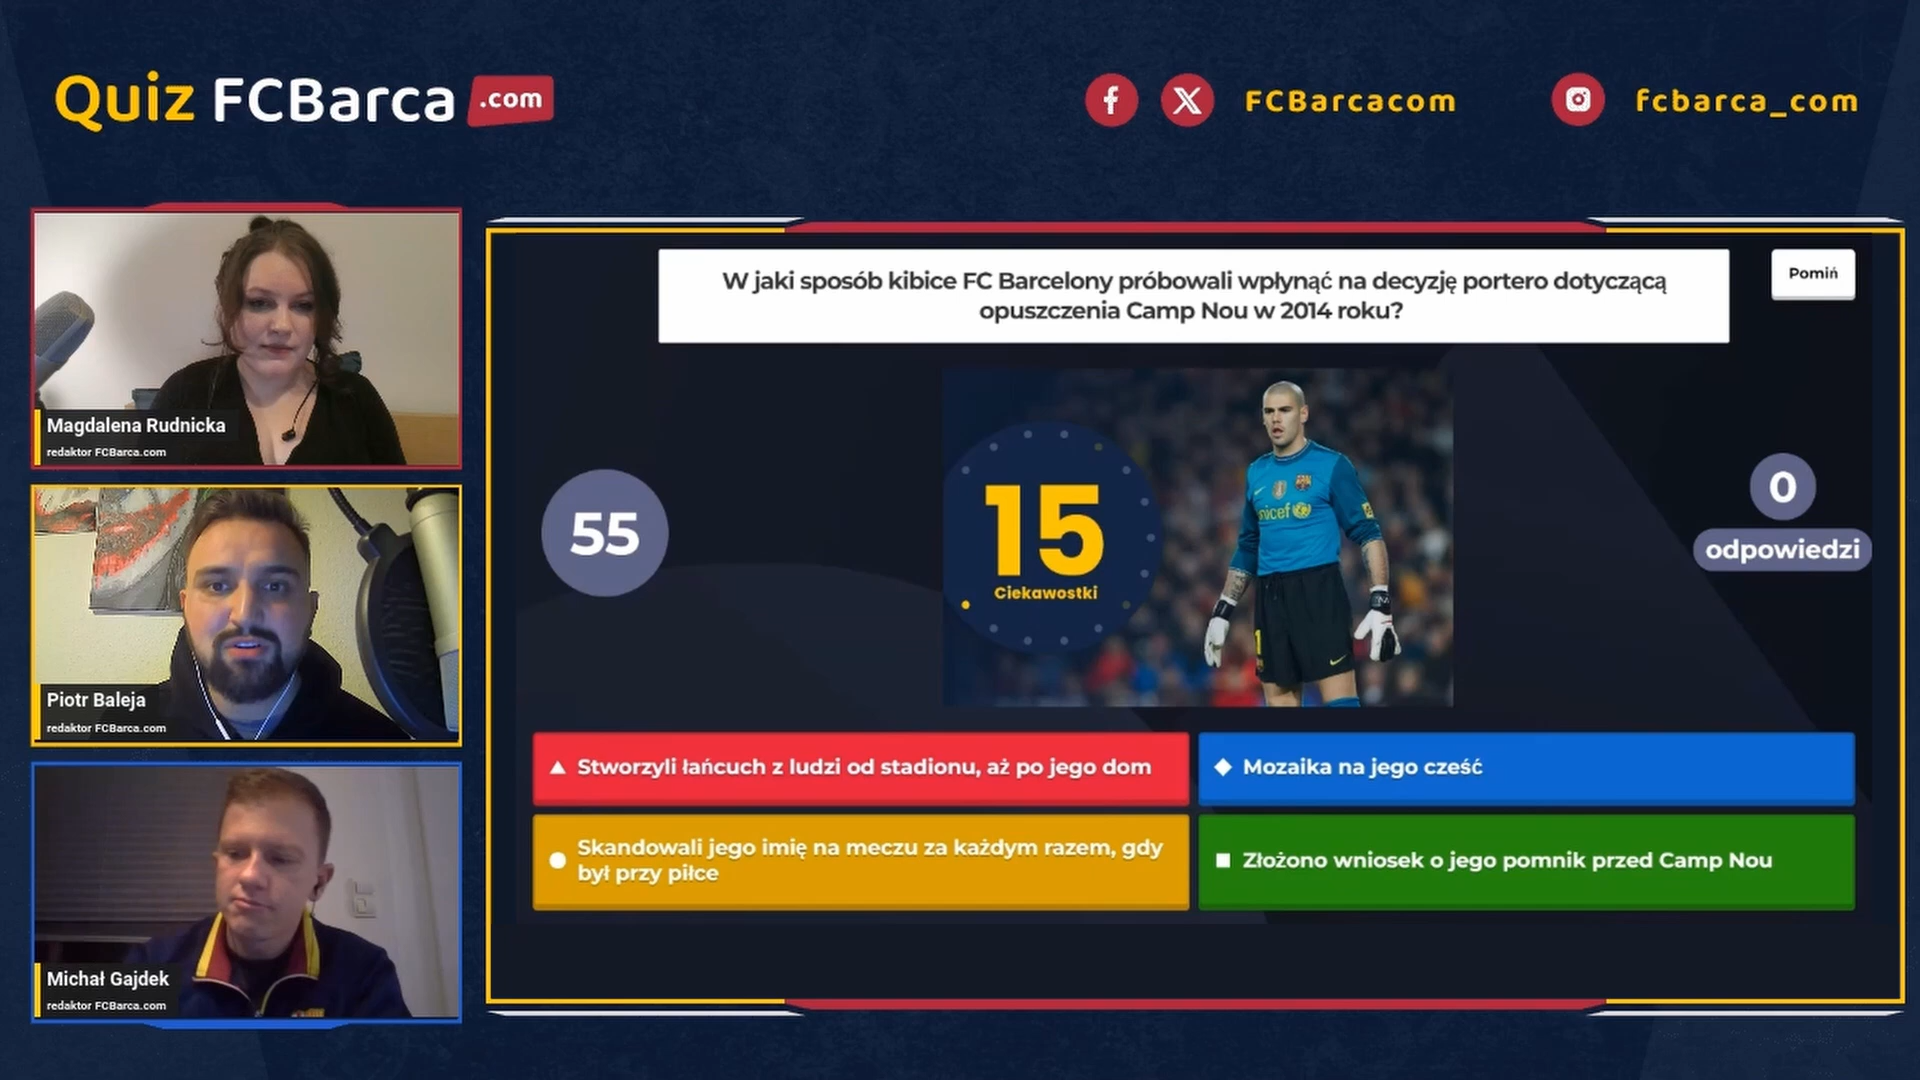 Quiz FCBarca .com
FCBarcacom
fcbarca_com
W jaki sposób kibice FC Barcelony próbowali wpłynąć na decyzję portero dotyczącą
opuszczenia Camp Nou w 2014 roku?
Pomiń
Magdalena Rudnicka
redaktor FCBarca.com
Piotr Baleja
redaktor FCBarca.com
Michał Gajdek
redaktor FCBarca.com
55
15
Ciekawostki
unicef
1
0
odpowiedzi
Stworzyli łańcuch z ludzi od stadionu, aż po jego dom
Mozaika na jego cześć
Skandowali jego imię na meczu za każdym razem, gdy
był przy piłce
Złożono wniosek o jego pomnik przed Camp Nou